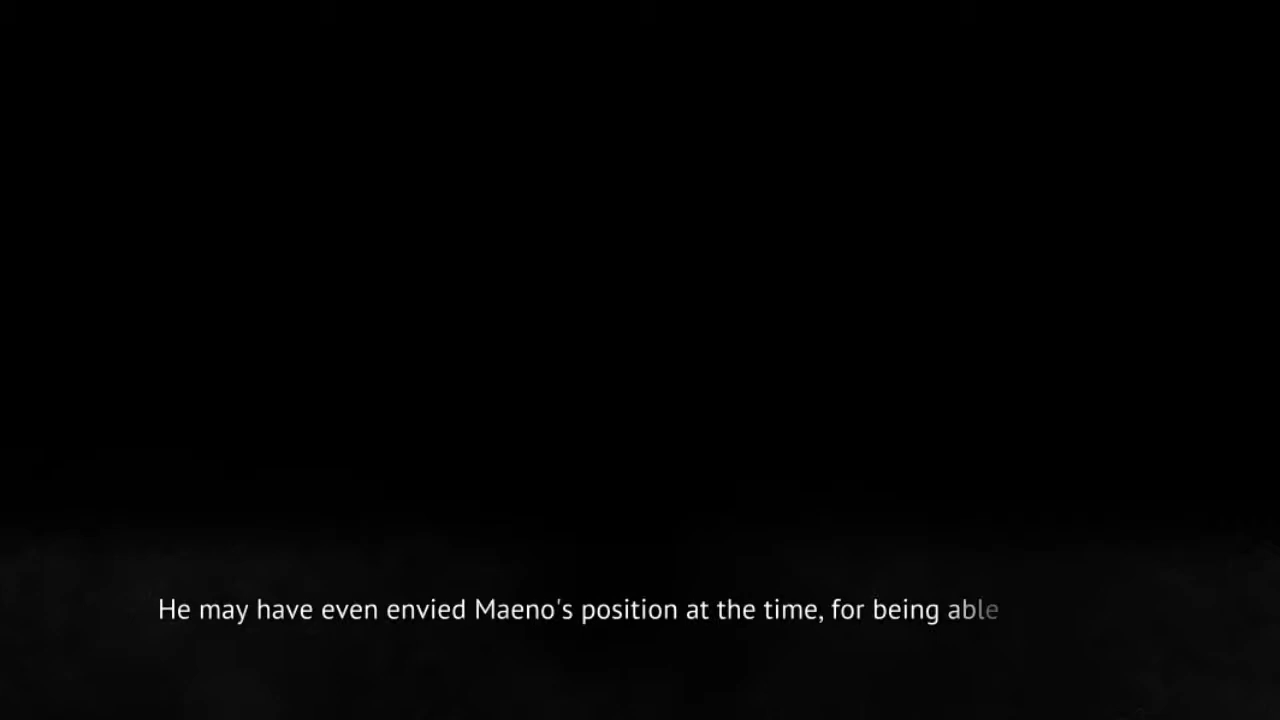 He may have even envied Maeno's position at the time, for being able